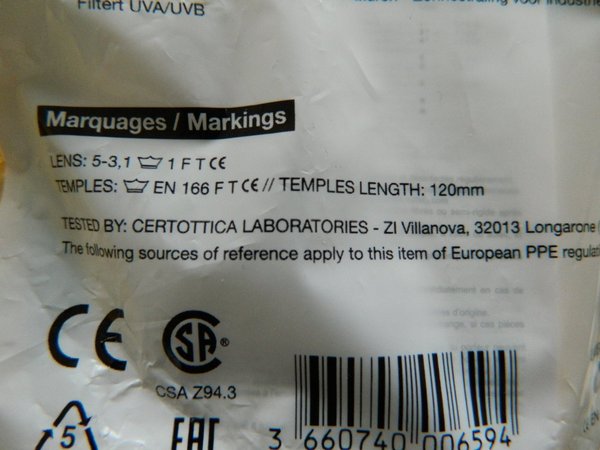 Filtert UVA/UVB
Marquages / Markings
LENS: 5-3,1 1 F T CE
TEMPLES: EN 166 F T CE // TEMPLES LENGTH: 120mm
TESTED BY: CERTOTTICA LABORATORIES - ZI Villanova, 32013 Longarone (
The following sources of reference apply to this item of European PPE regulati
CE
CSA®
CSA Z94.3
5
EAC
3 660740 006594